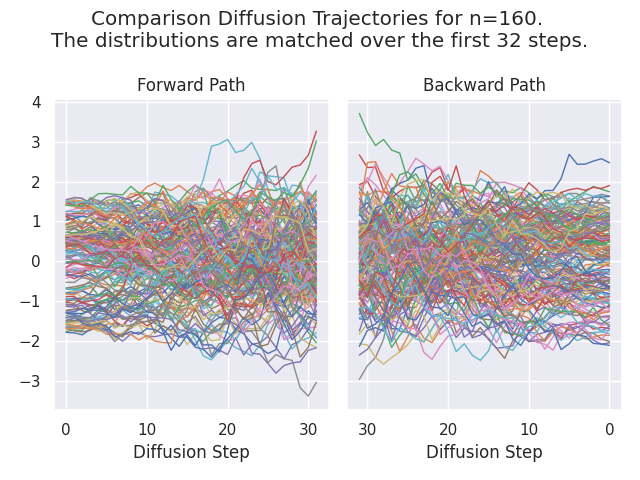 Comparison Diffusion Trajectories for n=160.
The distributions are matched over the first 32 steps.
Forward Path
Backward Path
4
3
2
1
0
−1
−2
−3
0 10 20 30
30 20 10 0
Diffusion Step
Diffusion Step